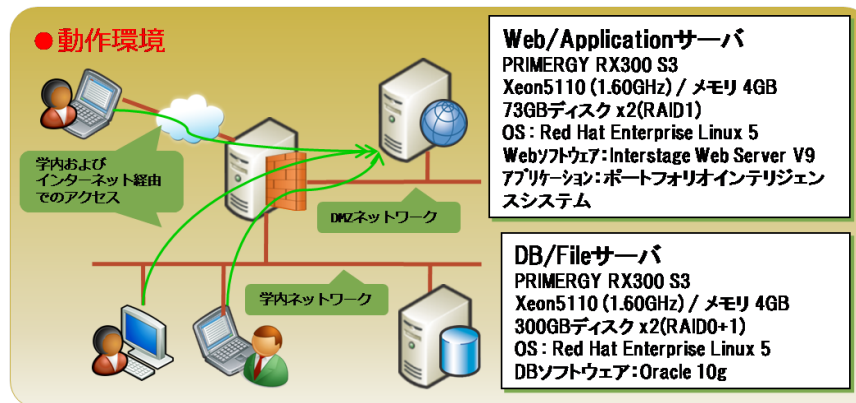 ●動作環境
学内および
インターネット経由
でのアクセス
DMZネットワーク
学内ネットワーク
Web/Applicationサーバ
PRIMERGY RX300 S3
Xeon5110 (1.60GHz) / メモリ 4GB
73GBディスク x2(RAID1)
OS : Red Hat Enterprise Linux 5
Webソフトウェア:Interstage Web Server V9
アプリケーション:ポートフォリオインテリジェン
スシステム
DB/Fileサーバ
PRIMERGY RX300 S3
Xeon5110 (1.60GHz) / メモリ 4GB
300GBディスク x2(RAID0+1)
OS : Red Hat Enterprise Linux 5
DBソフトウェア:Oracle 10g